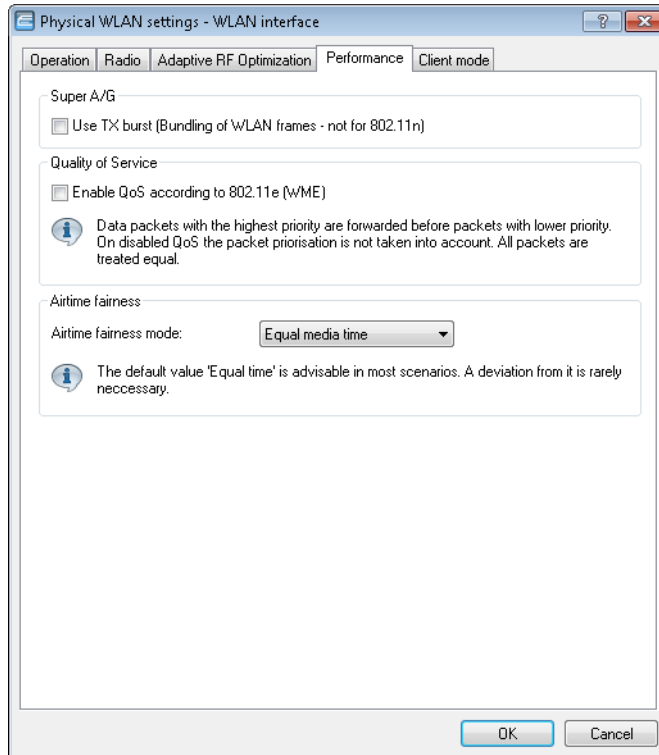 Physical WLAN settings - WLAN interface
Operation Radio Adaptive RF Optimization Performance Client mode
Super A/G
Use TX burst (Bundling of WLAN frames - not for 802.11n)
Quality of Service
Enable QoS according to 802.11e (WME)
Data packets with the highest priority are forwarded before packets with lower priority.
On disabled QoS the packet priorisation is not taken into account. All packets are
treated equal.
Airtime fairness
Airtime fairness mode: Equal media time
The default value 'Equal time' is advisable in most scenarios. A deviation from it is rarely
neccessary.
OK Cancel